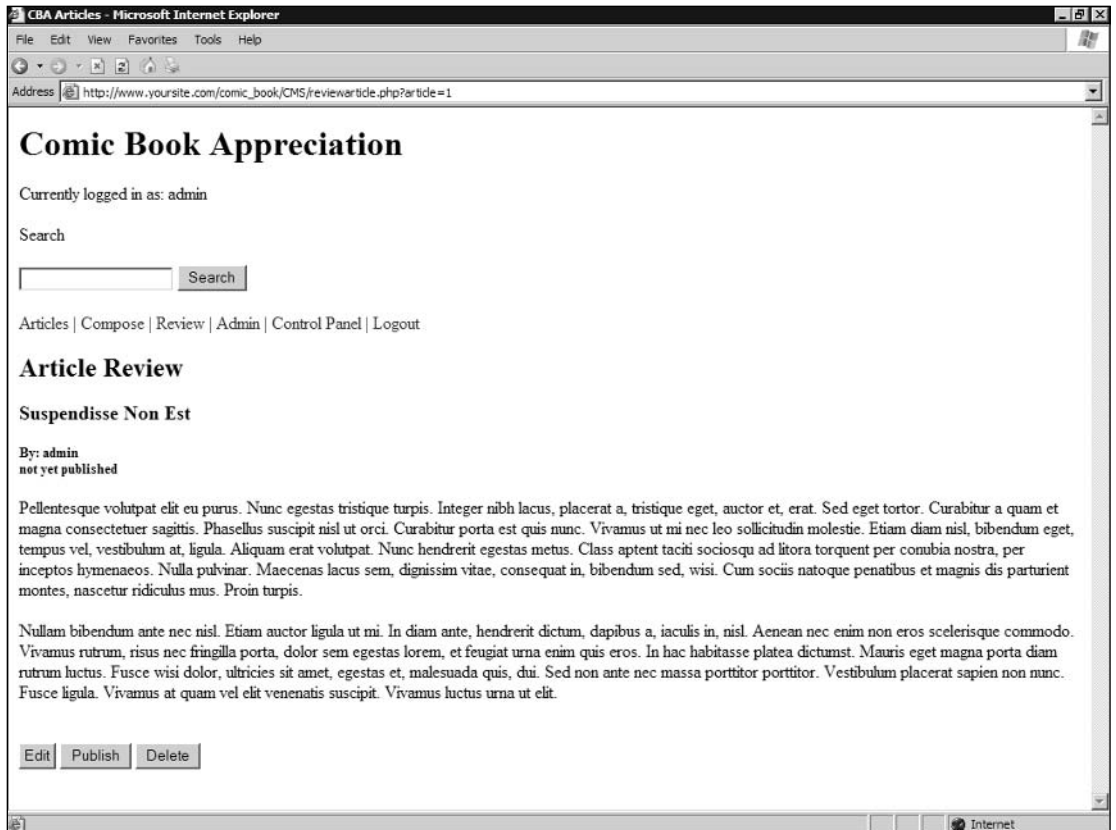 CBA Articles - Microsoft Internet Explorer
File Edit View Favorites Tools Help
Address http://www.yoursite.com/comic_book/CMS/reviewarticle.php?article=1
Comic Book Appreciation
Currently logged in as: admin
Search
Search
Articles | Compose | Review | Admin | Control Panel | Logout
Article Review
Suspendisse Non Est
By: admin
not yet published
Pellentesque volutpat elit eu purus. Nunc egestas tristique turpis. Integer nibh lacus, placerat a, tristique eget, auctor et, erat. Sed eget tortor. Curabitur a quam et
magna consectetuer sagittis. Phasellus suscipit nisl ut orci. Curabitur porta est quis nunc. Vivamus ut mi nec leo sollicitudin molestie. Etiam diam nisl, bibendum eget,
tempus vel, vestibulum at, ligula. Aliquam erat volutpat. Nunc hendrerit egestas metus. Class aptent taciti sociosqu ad litora torquent per conubia nostra, per
inceptos hymenaeos. Nulla pulvinar. Maecenas lacus sem, dignissim vitae, consequat in, bibendum sed, wisi. Cum sociis natoque penatibus et magnis dis parturient
montes, nascetur ridiculus mus. Proin turpis.
Nullam bibendum ante nec nisl. Etiam auctor ligula ut mi. In diam ante, hendrerit dictum, dapibus a, iaculis in, nisl. Aenean nec enim non eros scelerisque commodo.
Vivamus rutrum, risus nec fringilla porta, dolor sem egestas lorem, et feugiat urna enim quis eros. In hac habitasse platea dictumst. Mauris eget magna porta diam
rutrum luctus. Fusce wisi dolor, ultricies sit amet, egestas et, malesuada quis, dui. Sed non ante nec massa porttitor porttitor. Vestibulum placerat sapien non nunc.
Fusce ligula. Vivamus at quam vel elit venenatis suscipit. Vivamus luctus urna ut elit.
Edit Publish Delete
Internet